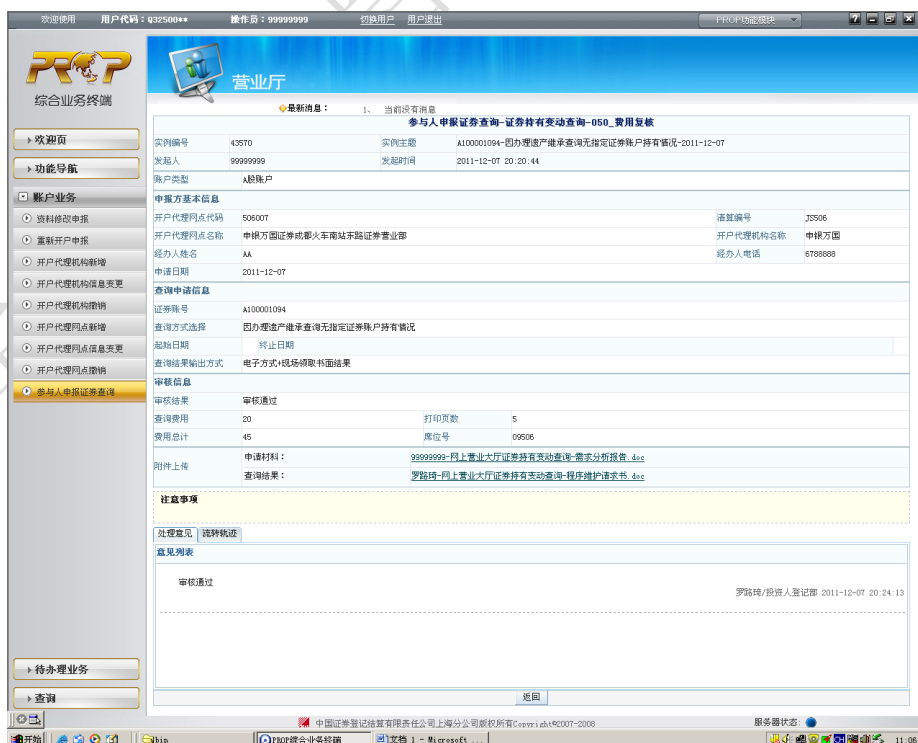 欢迎使用 用户代码：Q32500** 操作员：99999999 切换用户 用户退出 PROP功能模块
PROP
综合业务终端
营业厅
最新消息： 1、 当前没有消息
欢迎页
功能导航
账户业务
资料修改申报
重新开户申报
开户代理机构新增
开户代理机构信息变更
开户代理机构撤销
开户代理网点新增
开户代理网点信息变更
开户代理网点撤销
参与人申报证券查询
待办理业务
查询
参与人申报证券查询-证券持有变动查询-050_费用复核
实例编号 43570 实例主题 A100001094-因办理遗产继承查询无指定证券账户持有情况-2011-12-07
发起人 99999999 发起时间 2011-12-07 20:20:44
账户类型 A股账户
申报方基本信息
开户代理网点代码 506007 清算编号 JS506
开户代理网点名称 申银万国证券成都火车南站东路证券营业部 开户代理机构名称 申银万国
经办人姓名 AA 经办人电话 6788888
申请日期 2011-12-07
查询申请信息
证券账号 A100001094
查询方式选择 因办理遗产继承查询无指定证券账户持有情况
起始日期 终止日期
查询结果输出方式 电子方式+现场领取书面结果
审核信息
审核结果 审核通过
查询费用 20 打印页数 5
费用总计 45 席位号 09506
附件上传 申请材料： 99999999-网上营业大厅证券持有变动查询-需求分析报告.doc
查询结果： 罗路琦-网上营业大厅证券持有变动查询-程序维护请求书.doc
注意事项
处理意见 流转轨迹
意见列表
审核通过
罗路琦/投资人登记部 2011-12-07 20:24:13
返回
中国证券登记结算有限责任公司上海分公司版权所有Copyright©2007-2008 服务器状态:
开始 bin PROP综合业务终端 文档 1 - Microsoft ... CH 11:06